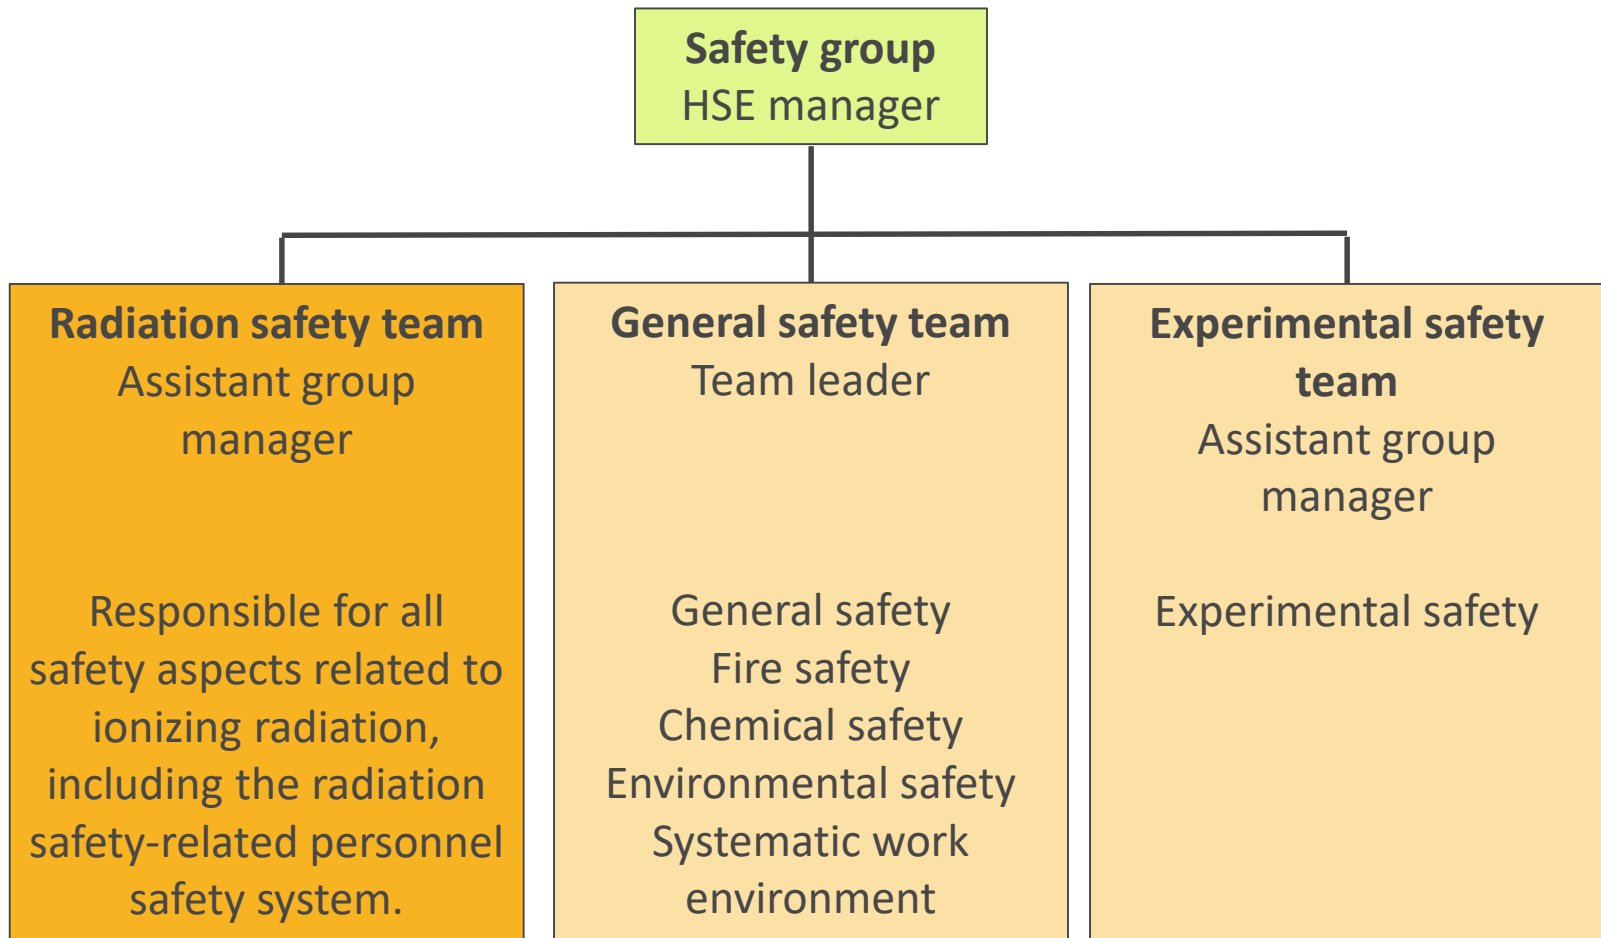 Safety group
HSE manager
Radiation safety team
Assistant group
manager
Responsible for all
safety aspects related to
ionizing radiation,
including the radiation
safety-related personnel
safety system.
General safety team
Team leader
General safety
Fire safety
Chemical safety
Environmental safety
Systematic work
environment
Experimental safety
team
Assistant group
manager
Experimental safety